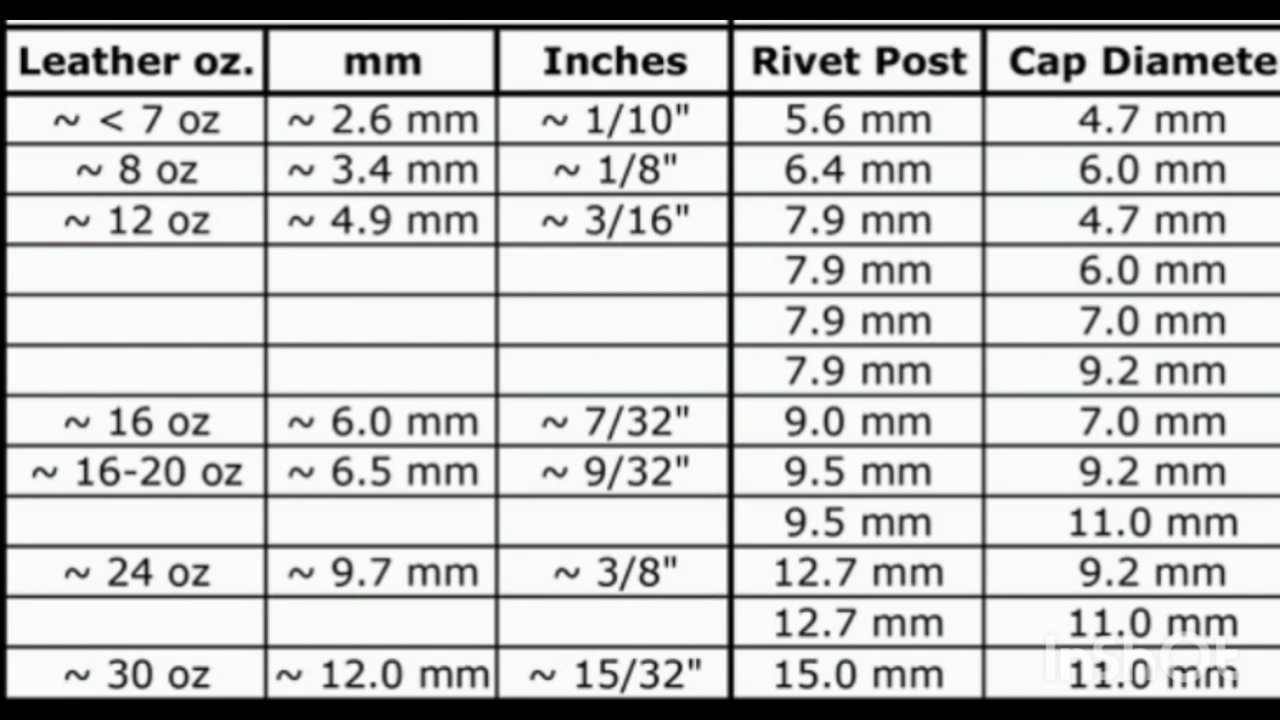 Leather oz. mm Inches Rivet Post Cap Diamete
~ < 7 oz ~ 2.6 mm ~ 1/10" 5.6 mm 4.7 mm
~ 8 oz ~ 3.4 mm ~ 1/8" 6.4 mm 6.0 mm
~ 12 oz ~ 4.9 mm ~ 3/16" 7.9 mm 4.7 mm
7.9 mm 6.0 mm
7.9 mm 7.0 mm
7.9 mm 9.2 mm
~ 16 oz ~ 6.0 mm ~ 7/32" 9.0 mm 7.0 mm
~ 16-20 oz ~ 6.5 mm ~ 9/32" 9.5 mm 9.2 mm
9.5 mm 11.0 mm
~ 24 oz ~ 9.7 mm ~ 3/8" 12.7 mm 9.2 mm
12.7 mm 11.0 mm
~ 30 oz ~ 12.0 mm ~ 15/32" 15.0 mm 11.0 mm
InShOt